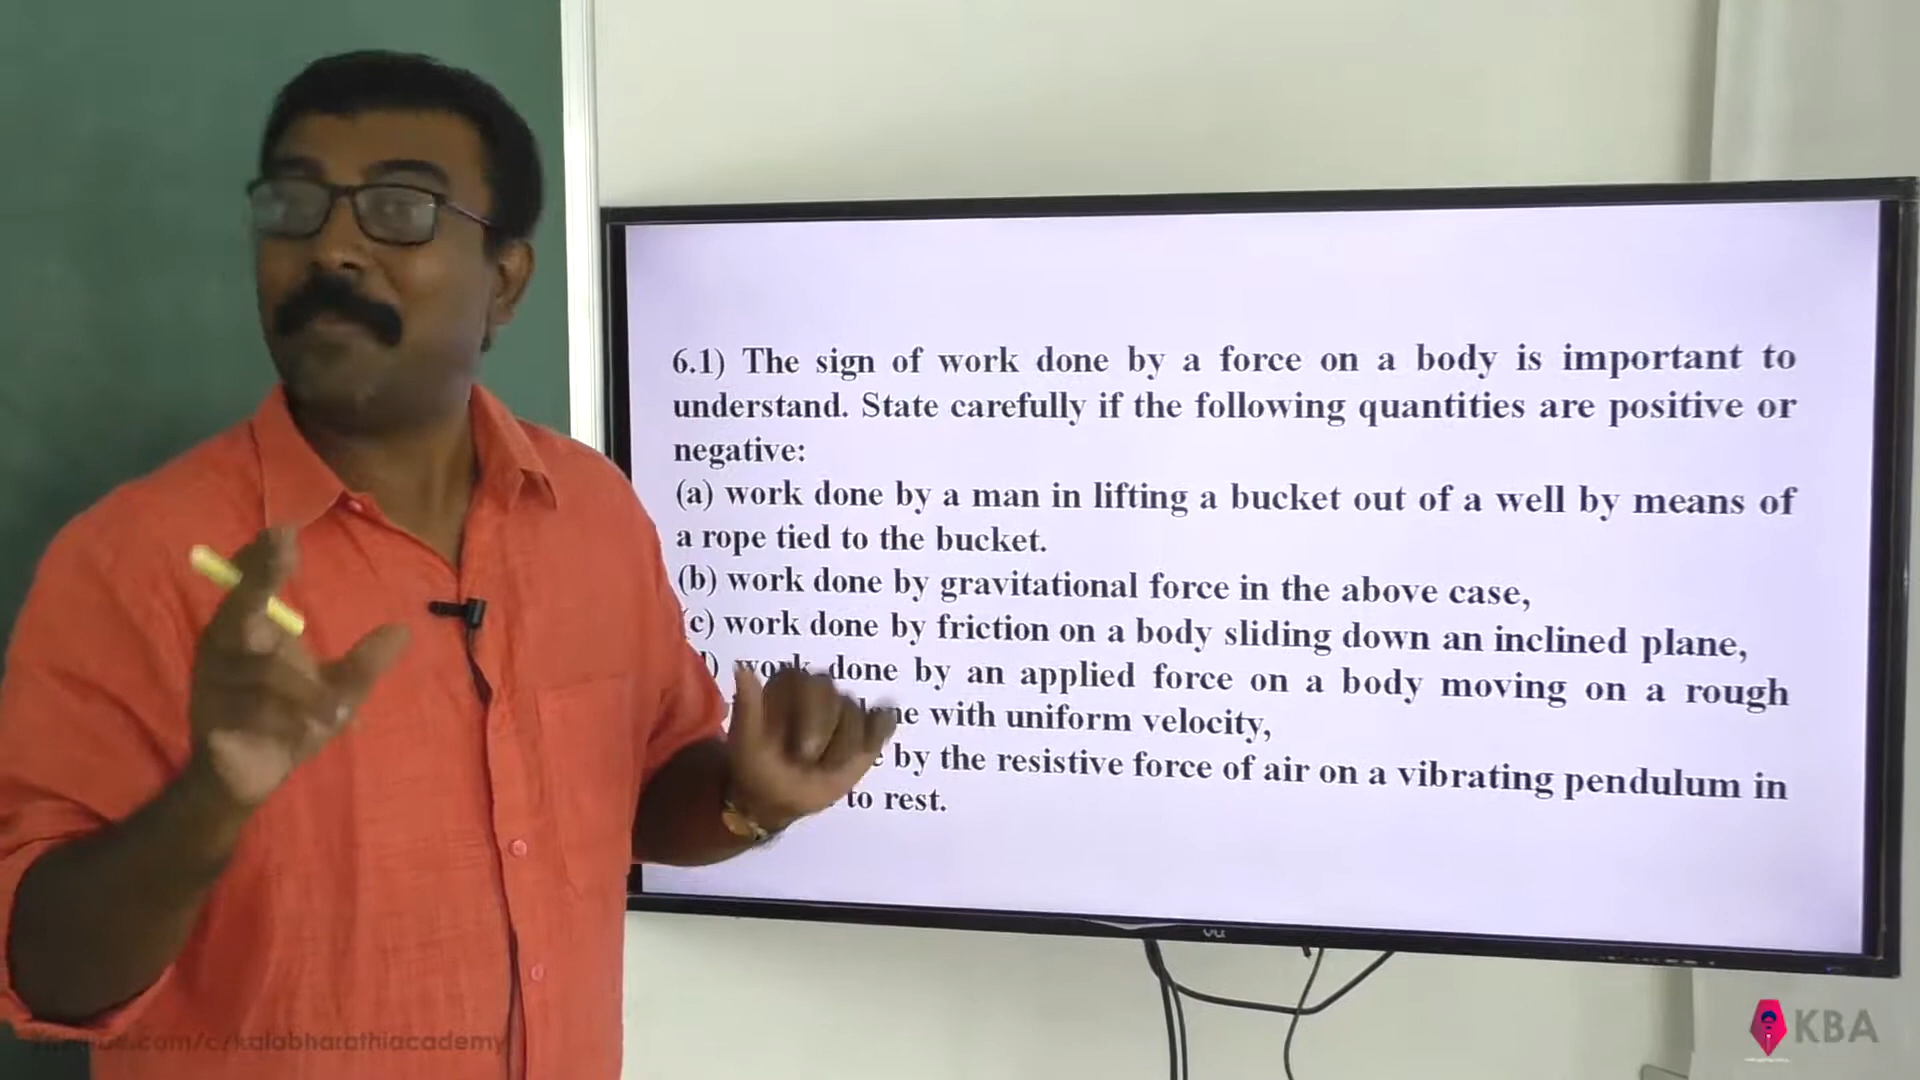 6.1) The sign of work done by a force on a body is important to
understand. State carefully if the following quantities are positive or
negative:
(a) work done by a man in lifting a bucket out of a well by means of
a rope tied to the bucket.
(b) work done by gravitational force in the above case,
(c) work done by friction on a body sliding down an inclined plane,
work done by an applied force on a body moving on a rough
with uniform velocity,
by the resistive force of air on a vibrating pendulum in
to rest.
VU
KBA
.com/c/kalabharathiacademy